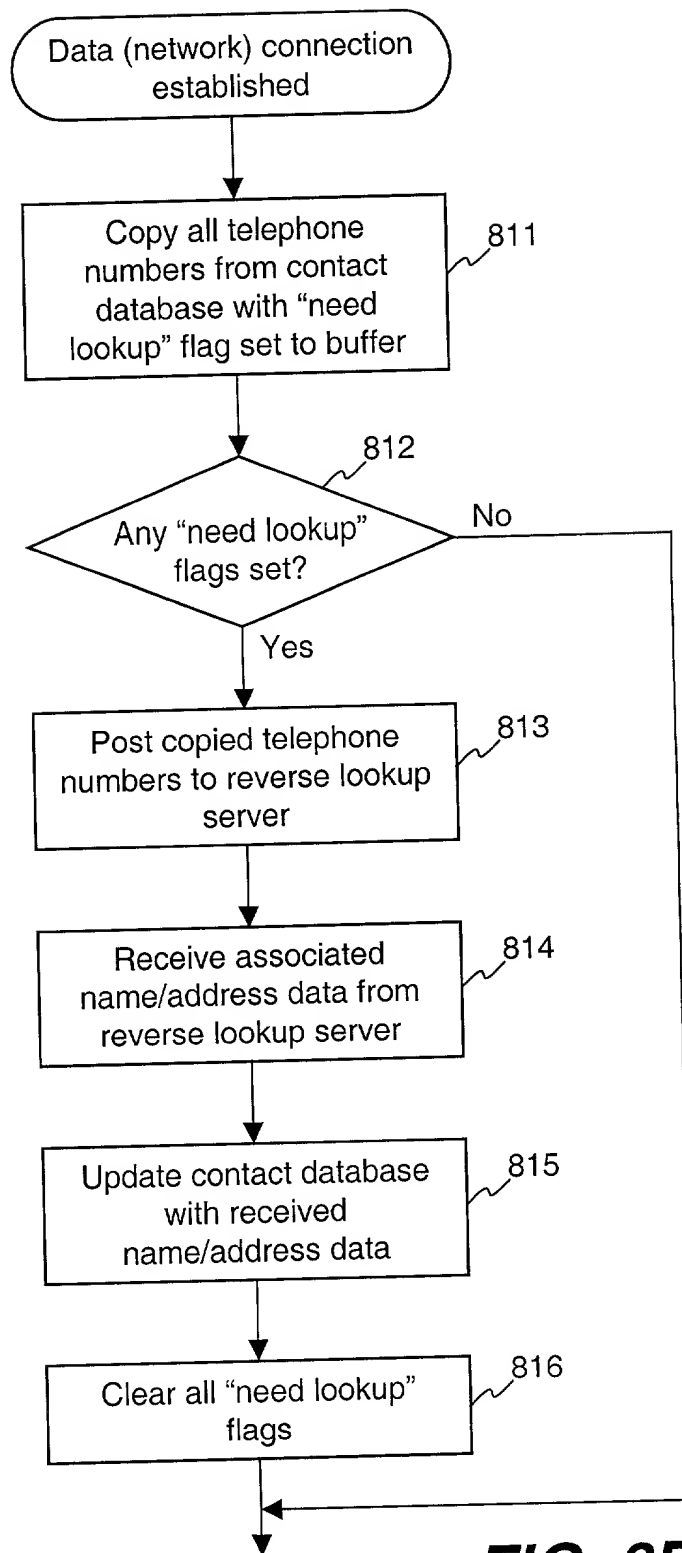 Data (network) connection
established
Copy all telephone
numbers from contact
database with “need
lookup” flag set to buffer
811
812
Any “need lookup”
flags set?
No
Yes
Post copied telephone
numbers to reverse lookup
server
813
Receive associated
name/address data from
reverse lookup server
814
Update contact database
with received
name/address data
815
Clear all “need lookup”
flags
816
FIG.